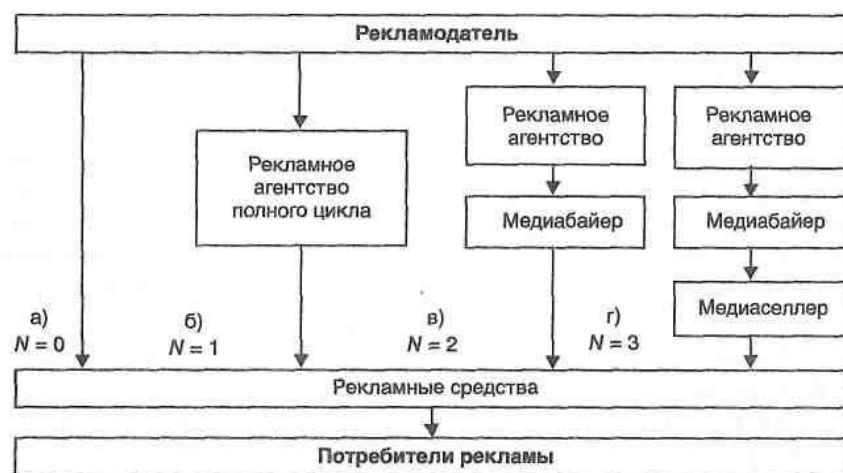 Рекламодатель
Рекламное
агентство
полного цикла
Рекламное
агентство
Медиабайер
Рекламное
агентство
Медиабайер
Медиаселлер
а)
N = 0
б)
N = 1
в)
N = 2
г)
N = 3
Рекламные средства
Потребители рекламы